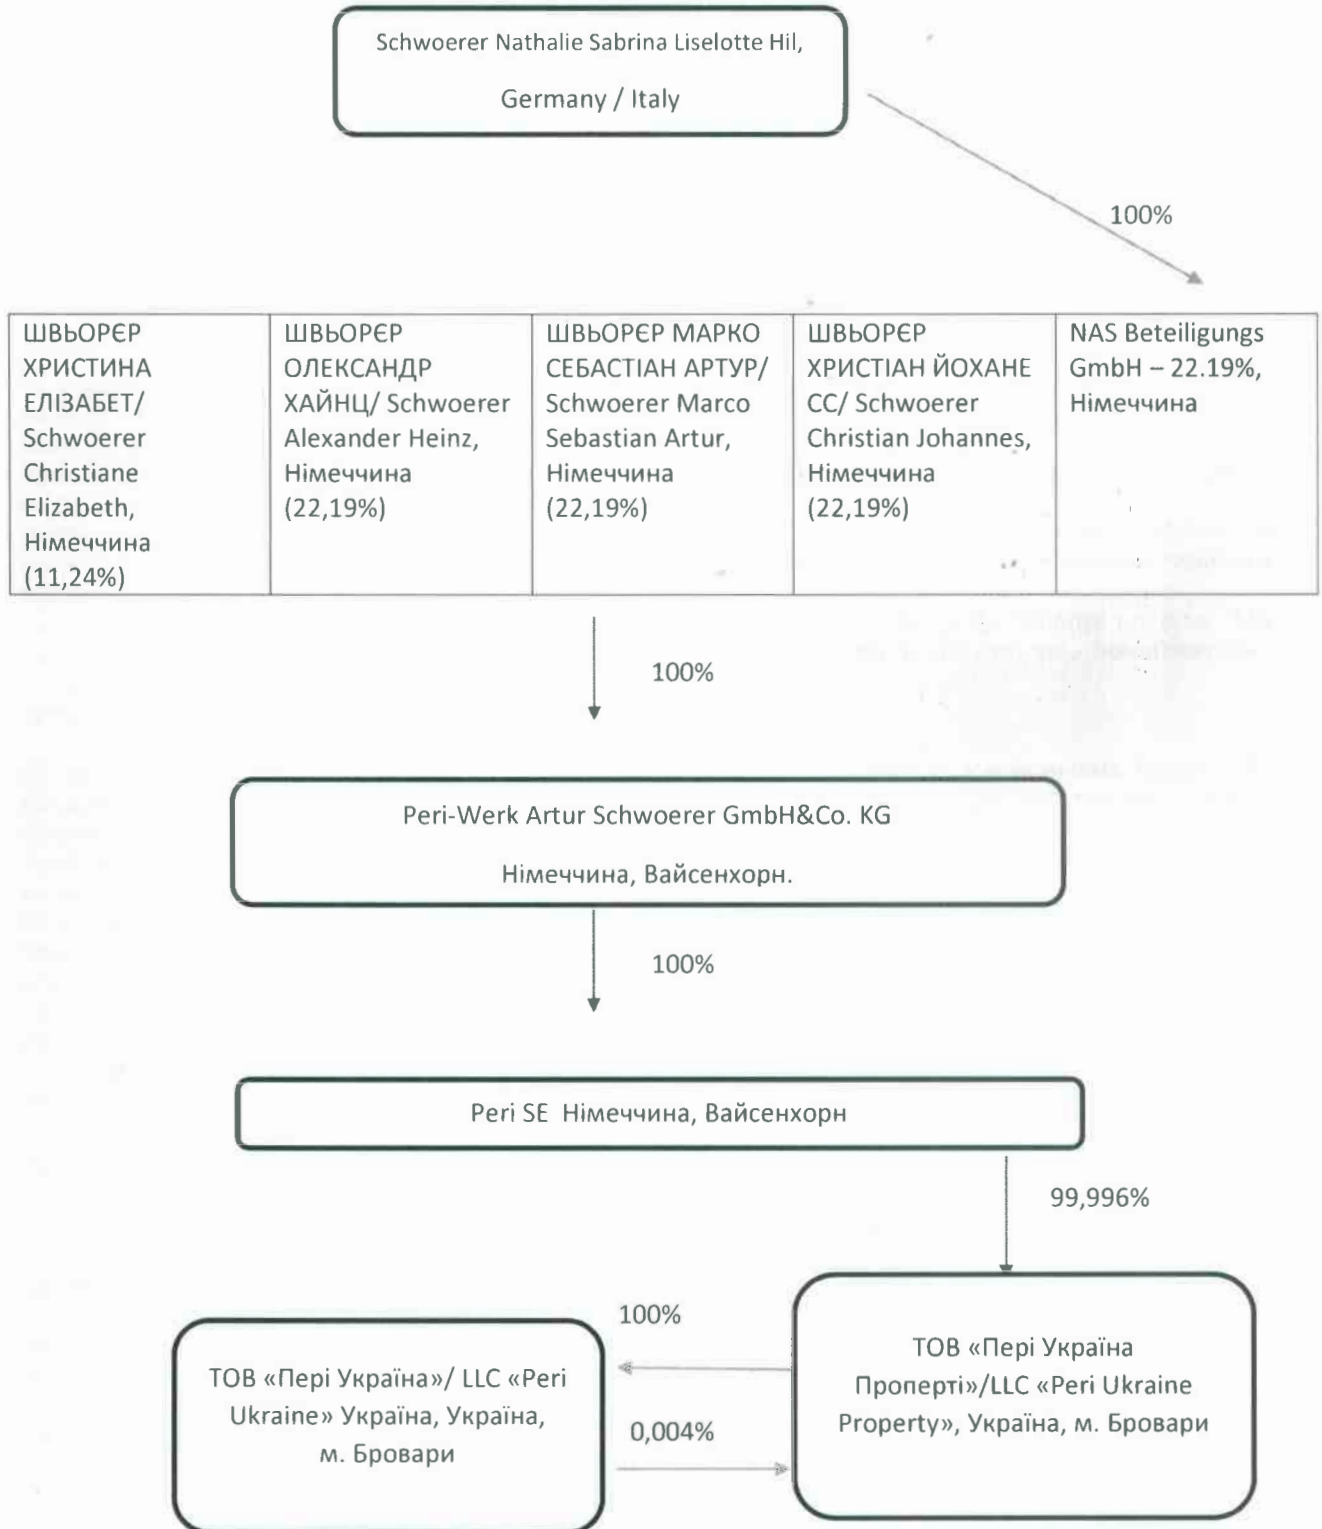 Schwoerer Nathalie Sabrina Liselotte Hil,
Germany / Italy
100%
ШВЬОРЄР
ХРИСТИНА
ЕЛІЗАБЕТ/
Schwoerer
Christiane
Elizabeth,
Німеччина
(11,24%)
ШВЬОРЄР
ОЛЕКСАНДР
ХАЙНЦ/ Schwoerer
Alexander Heinz,
Німеччина
(22,19%)
ШВЬОРЄР МАРКО
СЕБАСТІАН АРТУР/
Schwoerer Marco
Sebastian Artur,
Німеччина
(22,19%)
ШВЬОРЄР
ХРИСТІАН ЙОХАНЕ
СС/ Schwoerer
Christian Johannes,
Німеччина
(22,19%)
NAS Beteiligungs
GmbH – 22.19%,
Німеччина
100%
Peri-Werk Artur Schwoerer GmbH&Co. KG
Німеччина, Вайсенхорн.
100%
Peri SE Німеччина, Вайсенхорн
99,996%
100%
ТОВ «Пері Україна»/ LLC «Peri
Ukraine» Україна, Україна,
м. Бровари
0,004%
ТОВ «Пері Україна
Проперті»/LLC «Peri Ukraine
Property», Україна, м. Бровари